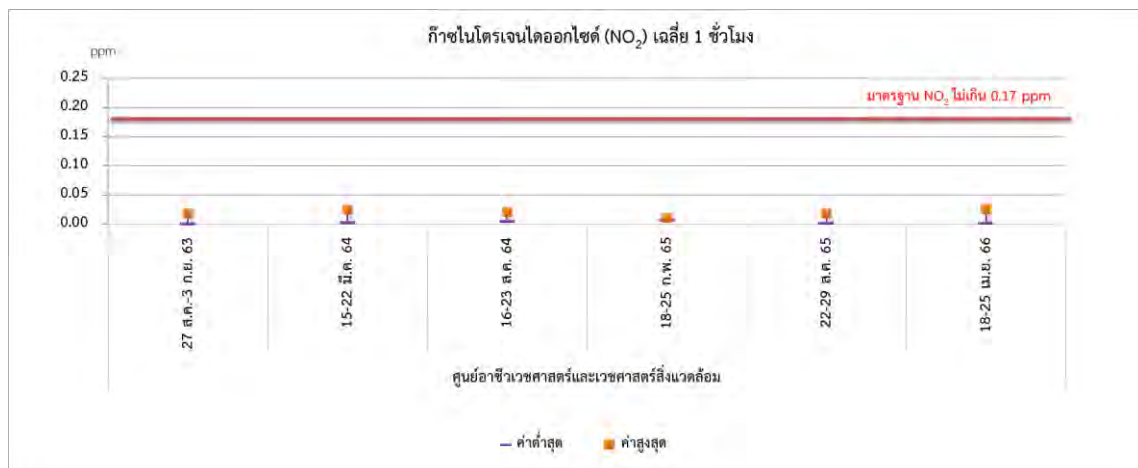 ก๊าซไนโตรเจนไดออกไซด์ (NO2) เฉลี่ย 1 ชั่วโมง
ppm
มาตรฐาน NO2 ไม่เกิน 0.17 ppm
0.25
0.20
0.15
0.10
0.05
0.00
27 ส.ค.-3 ก.ย. 63
15-22 มี.ค. 64
16-23 ส.ค. 64
18-25 ก.พ. 65
22-29 ส.ค. 65
18-25 เม.ย. 66
ศูนย์อาชีวเวชศาสตร์และเวชศาสตร์สิ่งแวดล้อม
ค่าต่ำสุด
ค่าสูงสุด